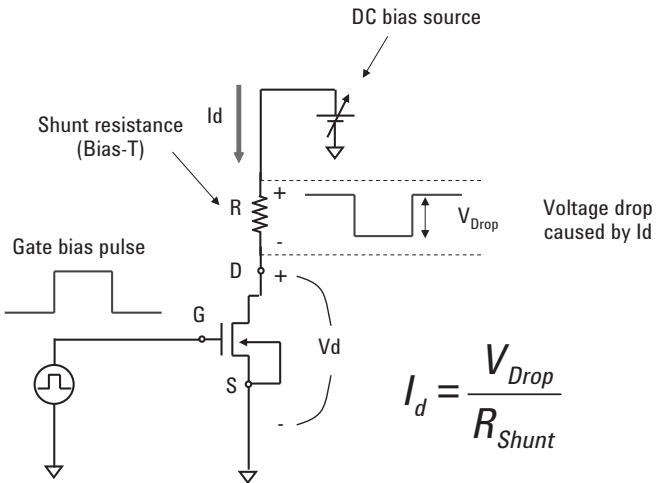 DC bias source
Id
Shunt resistance
(Bias-T)
R
+
-
V_Drop
Voltage drop
caused by Id
Gate bias pulse
D
+
G
Vd
S
-
I_d = V_Drop / R_Shunt